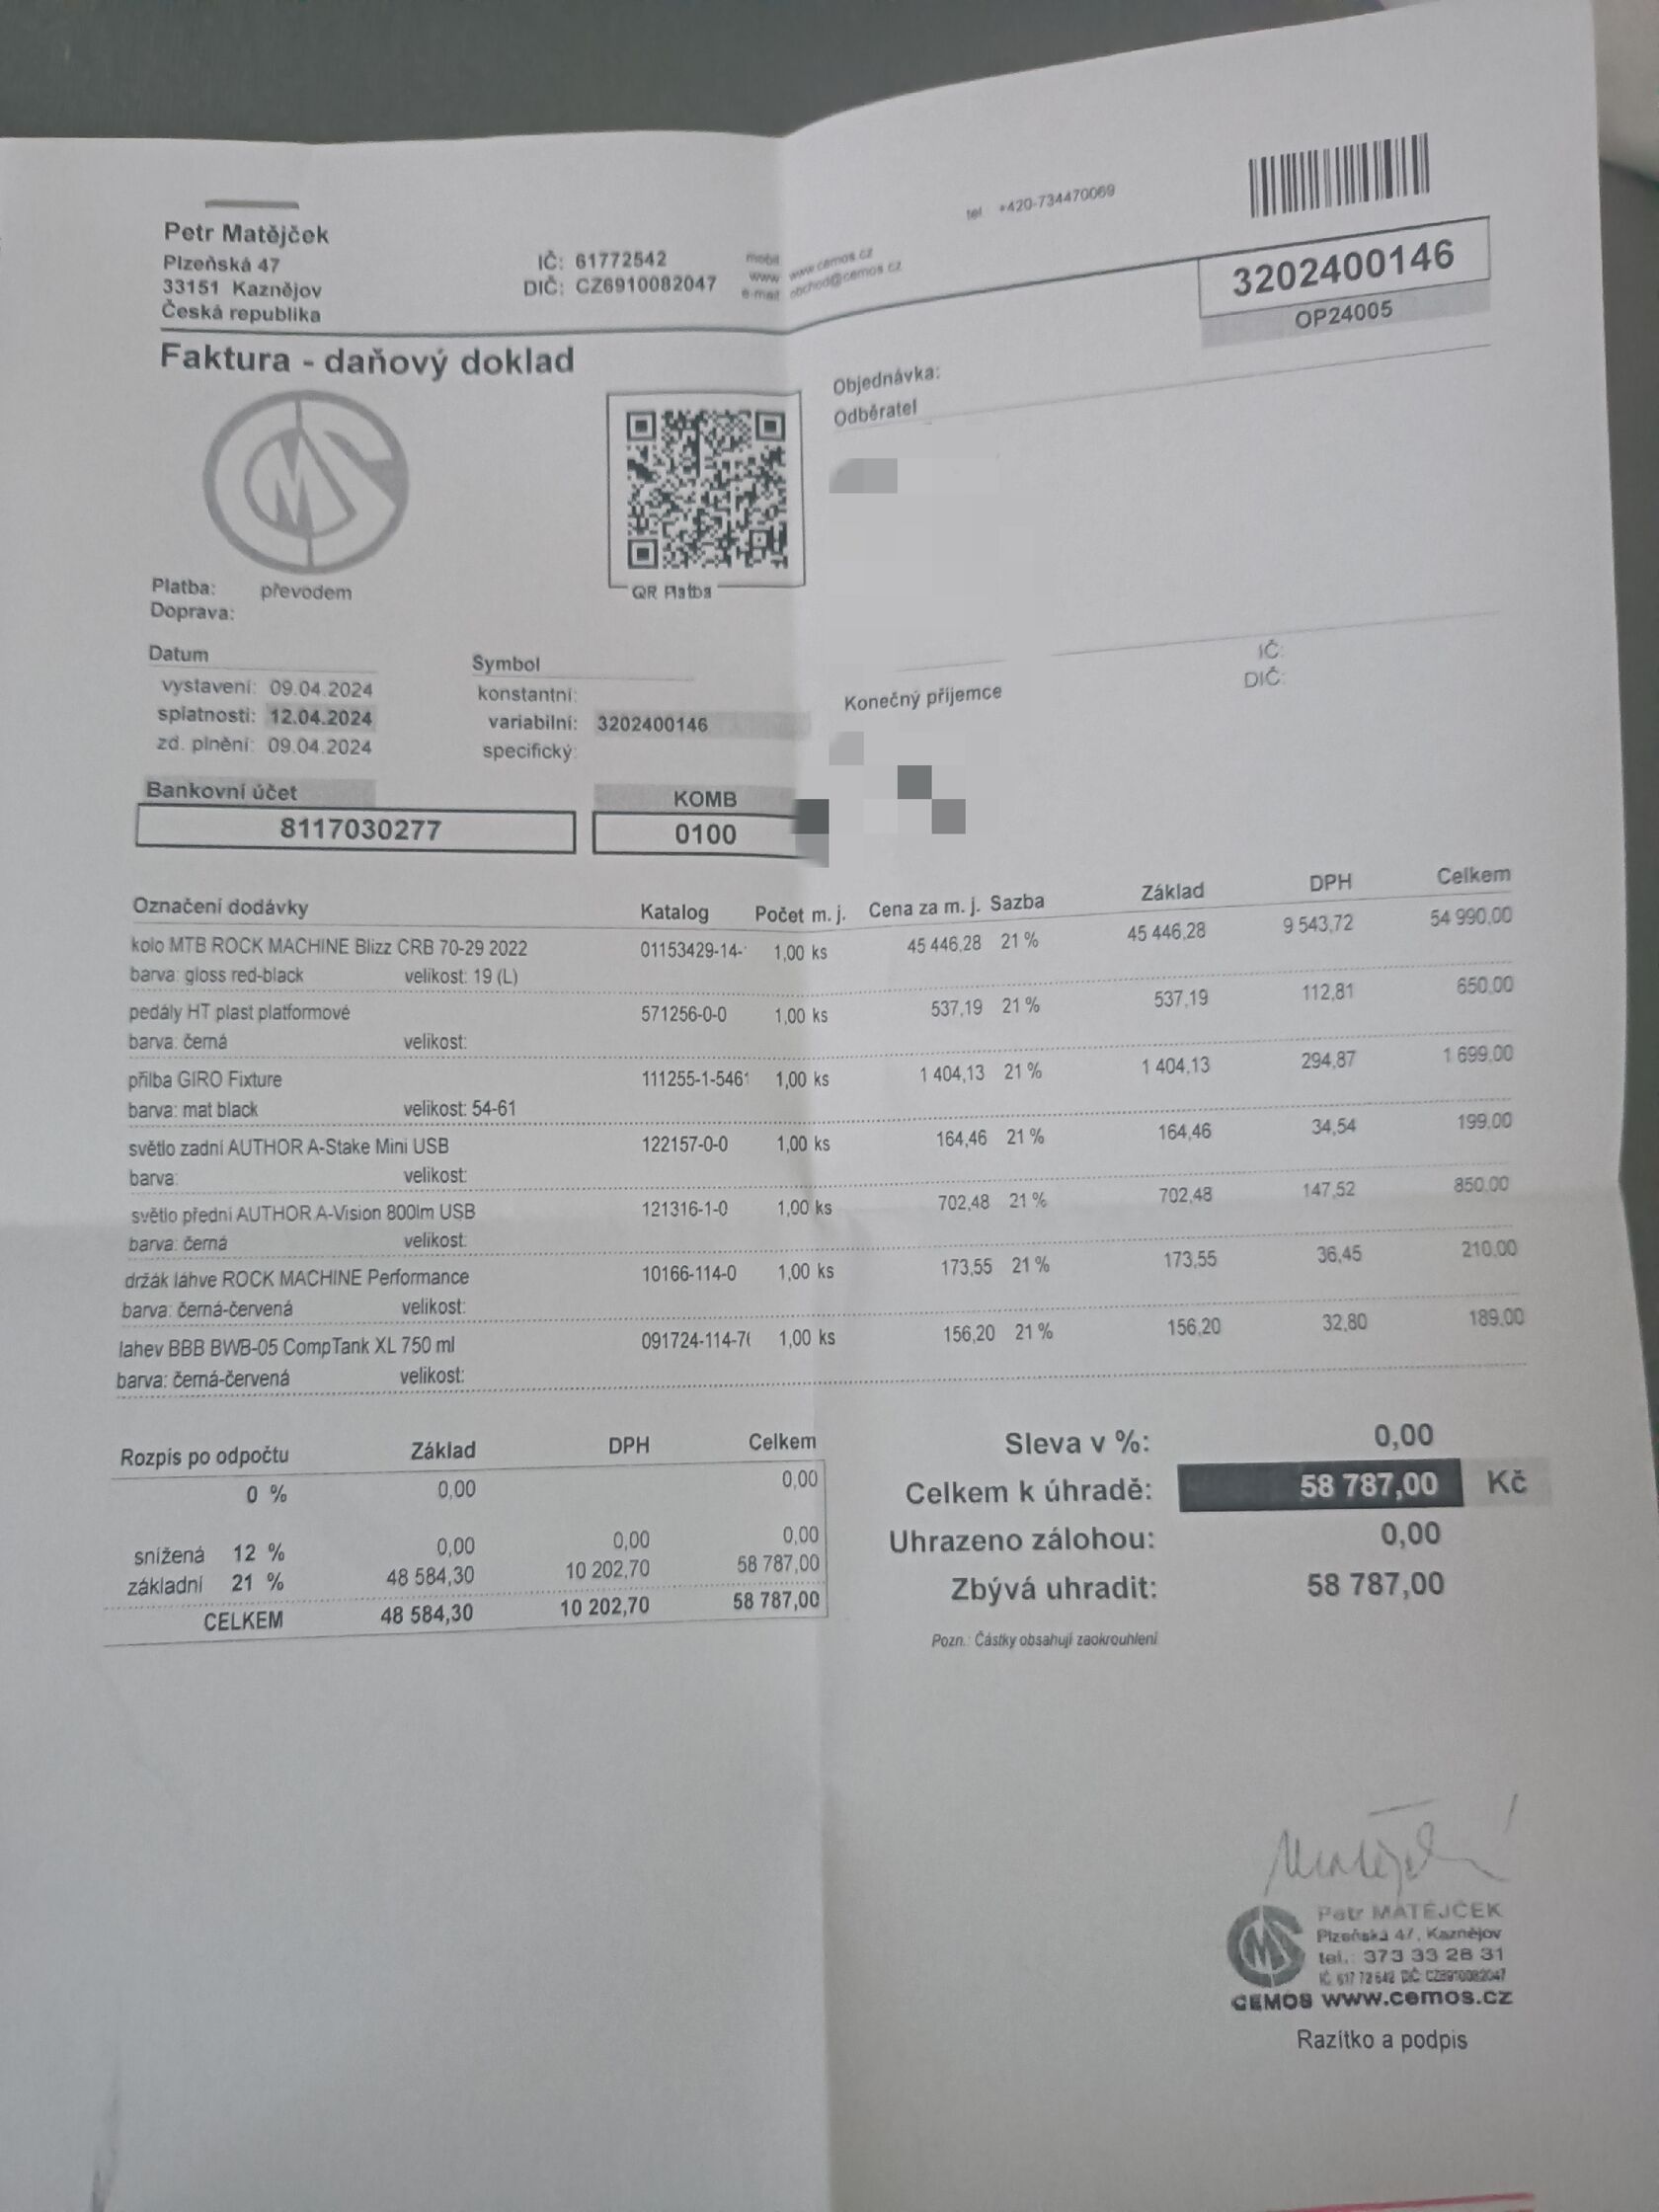 Petr Matějček
Plzeňská 47
33151 Kaznějov
Česká republika
IČ: 61772542
DIČ: CZ6910082047
mobil
www www.cemos.cz
e-mail obchod@cemos.cz
tel +420-734470069
3202400146
OP24005
Faktura - daňový doklad
QR Platba
Objednávka:
Odběratel
Platba: převodem
Doprava:
IČ:
DIČ:
Datum
vystavení: 09.04.2024
splatnosti: 12.04.2024
zd. plnění: 09.04.2024
Symbol
konstantní:
variabilní: 3202400146
specifický:
Konečný příjemce
Bankovní účet KOMB
8117030277 0100
Označení dodávky Katalog Počet m. j. Cena za m. j. Sazba Základ DPH Celkem
kolo MTB ROCK MACHINE Blizz CRB 70-29 2022 01153429-14- 1,00 ks 45 446,28 21 % 45 446,28 9 543,72 54 990,00
barva: gloss red-black velikost: 19 (L)
pedály HT plast platformové 571256-0-0 1,00 ks 537,19 21 % 537,19 112,81 650,00
barva: černá velikost:
přilba GIRO Fixture 111255-1-5461 1,00 ks 1 404,13 21 % 1 404,13 294,87 1 699,00
barva: mat black velikost: 54-61
světlo zadní AUTHOR A-Stake Mini USB 122157-0-0 1,00 ks 164,46 21 % 164,46 34,54 199,00
barva: velikost:
světlo přední AUTHOR A-Vision 800lm USB 121316-1-0 1,00 ks 702,48 21 % 702,48 147,52 850,00
barva: černá velikost:
držák láhve ROCK MACHINE Performance 10166-114-0 1,00 ks 173,55 21 % 173,55 36,45 210,00
barva: černá-červená velikost:
lahev BBB BWB-05 CompTank XL 750 ml 091724-114-7 1,00 ks 156,20 21 % 156,20 32,80 189,00
barva: černá-červená velikost:
Rozpis po odpočtu Základ DPH Celkem
0 % 0,00 0,00
snížená 12 % 0,00 0,00 0,00
základní 21 % 48 584,30 10 202,70 58 787,00
CELKEM 48 584,30 10 202,70 58 787,00
Sleva v %: 0,00
Celkem k úhradě: 58 787,00 Kč
Uhrazeno zálohou: 0,00
Zbývá uhradit: 58 787,00
Pozn.: Částky obsahují zaokrouhlení
Petr MATĚJČEK
Plzeňská 47, Kaznějov
tel.: 373 33 28 31
CEMOS www.cemos.cz
Razítko a podpis